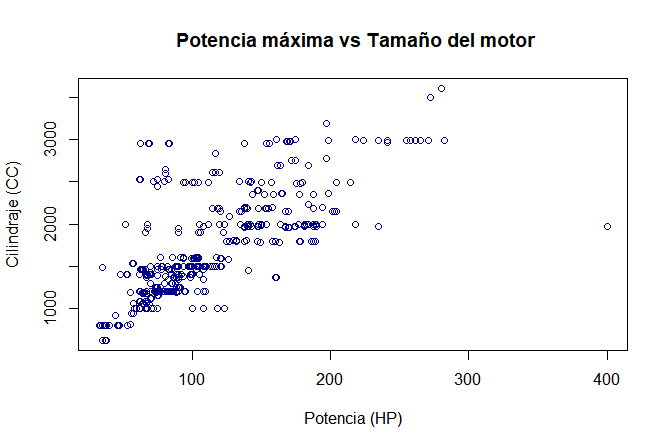 Potencia máxima vs Tamaño del motor
Cilindraje (CC)
3000
2000
1000
100
200
300
400
Potencia (HP)